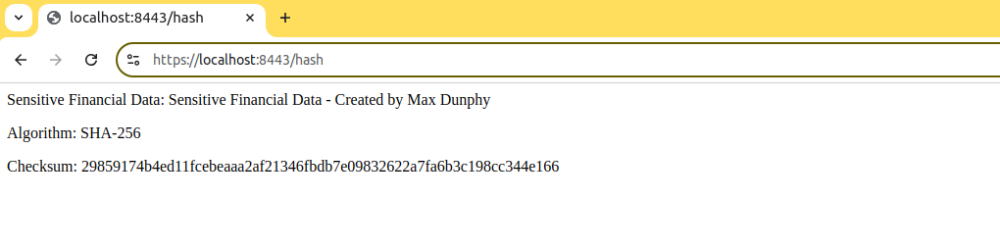 localhost:8443/hash
https://localhost:8443/hash
Sensitive Financial Data: Sensitive Financial Data - Created by Max Dunphy
Algorithm: SHA-256
Checksum: 29859174b4ed11fcebeaaa2af21346fbdb7e09832622a7fa6b3c198cc344e166